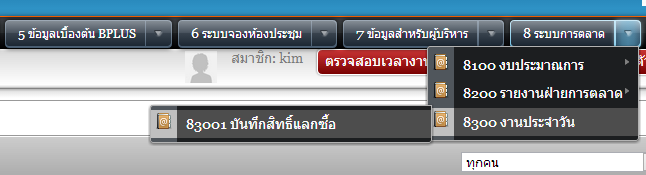 5 ข้อมูลเบื้องต้น BPLUS 6 ระบบจองห้องประชุม 7 ข้อมูลสำหรับผู้บริหาร 8 ระบบการตลาด
สมาชิก: kim ตรวจสอบเวลางาน
8100 งบประมาณการ
8200 รายงานฝ่ายการตลาด
83001 บันทึกสิทธิ์แลกซื้อ
8300 งานประจำวัน
ทุกคน